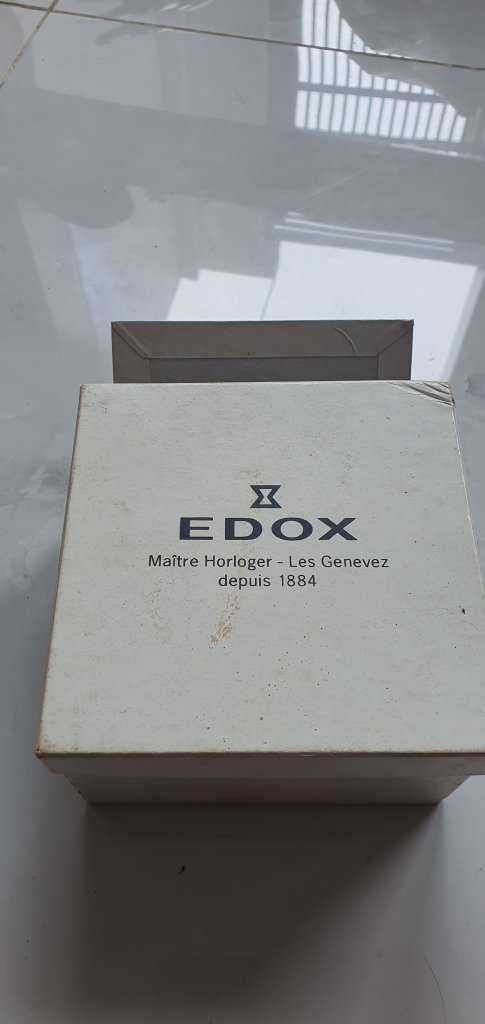 EDOX
Maître Horloger - Les Genevez
depuis 1884